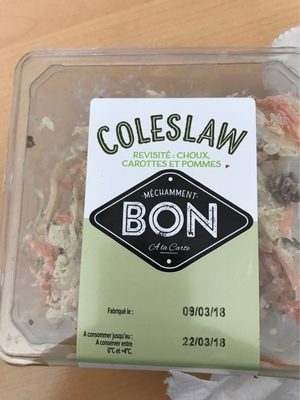 COLESLAW
REVISITÉ : CHOUX,
CAROTTES ET POMMES
MÉCHAMMENT
BON
A la Carte
Fabriqué le : 09/03/18
A consommer jusqu'au : 22/03/18
A conserver entre
0°C et +4°C.